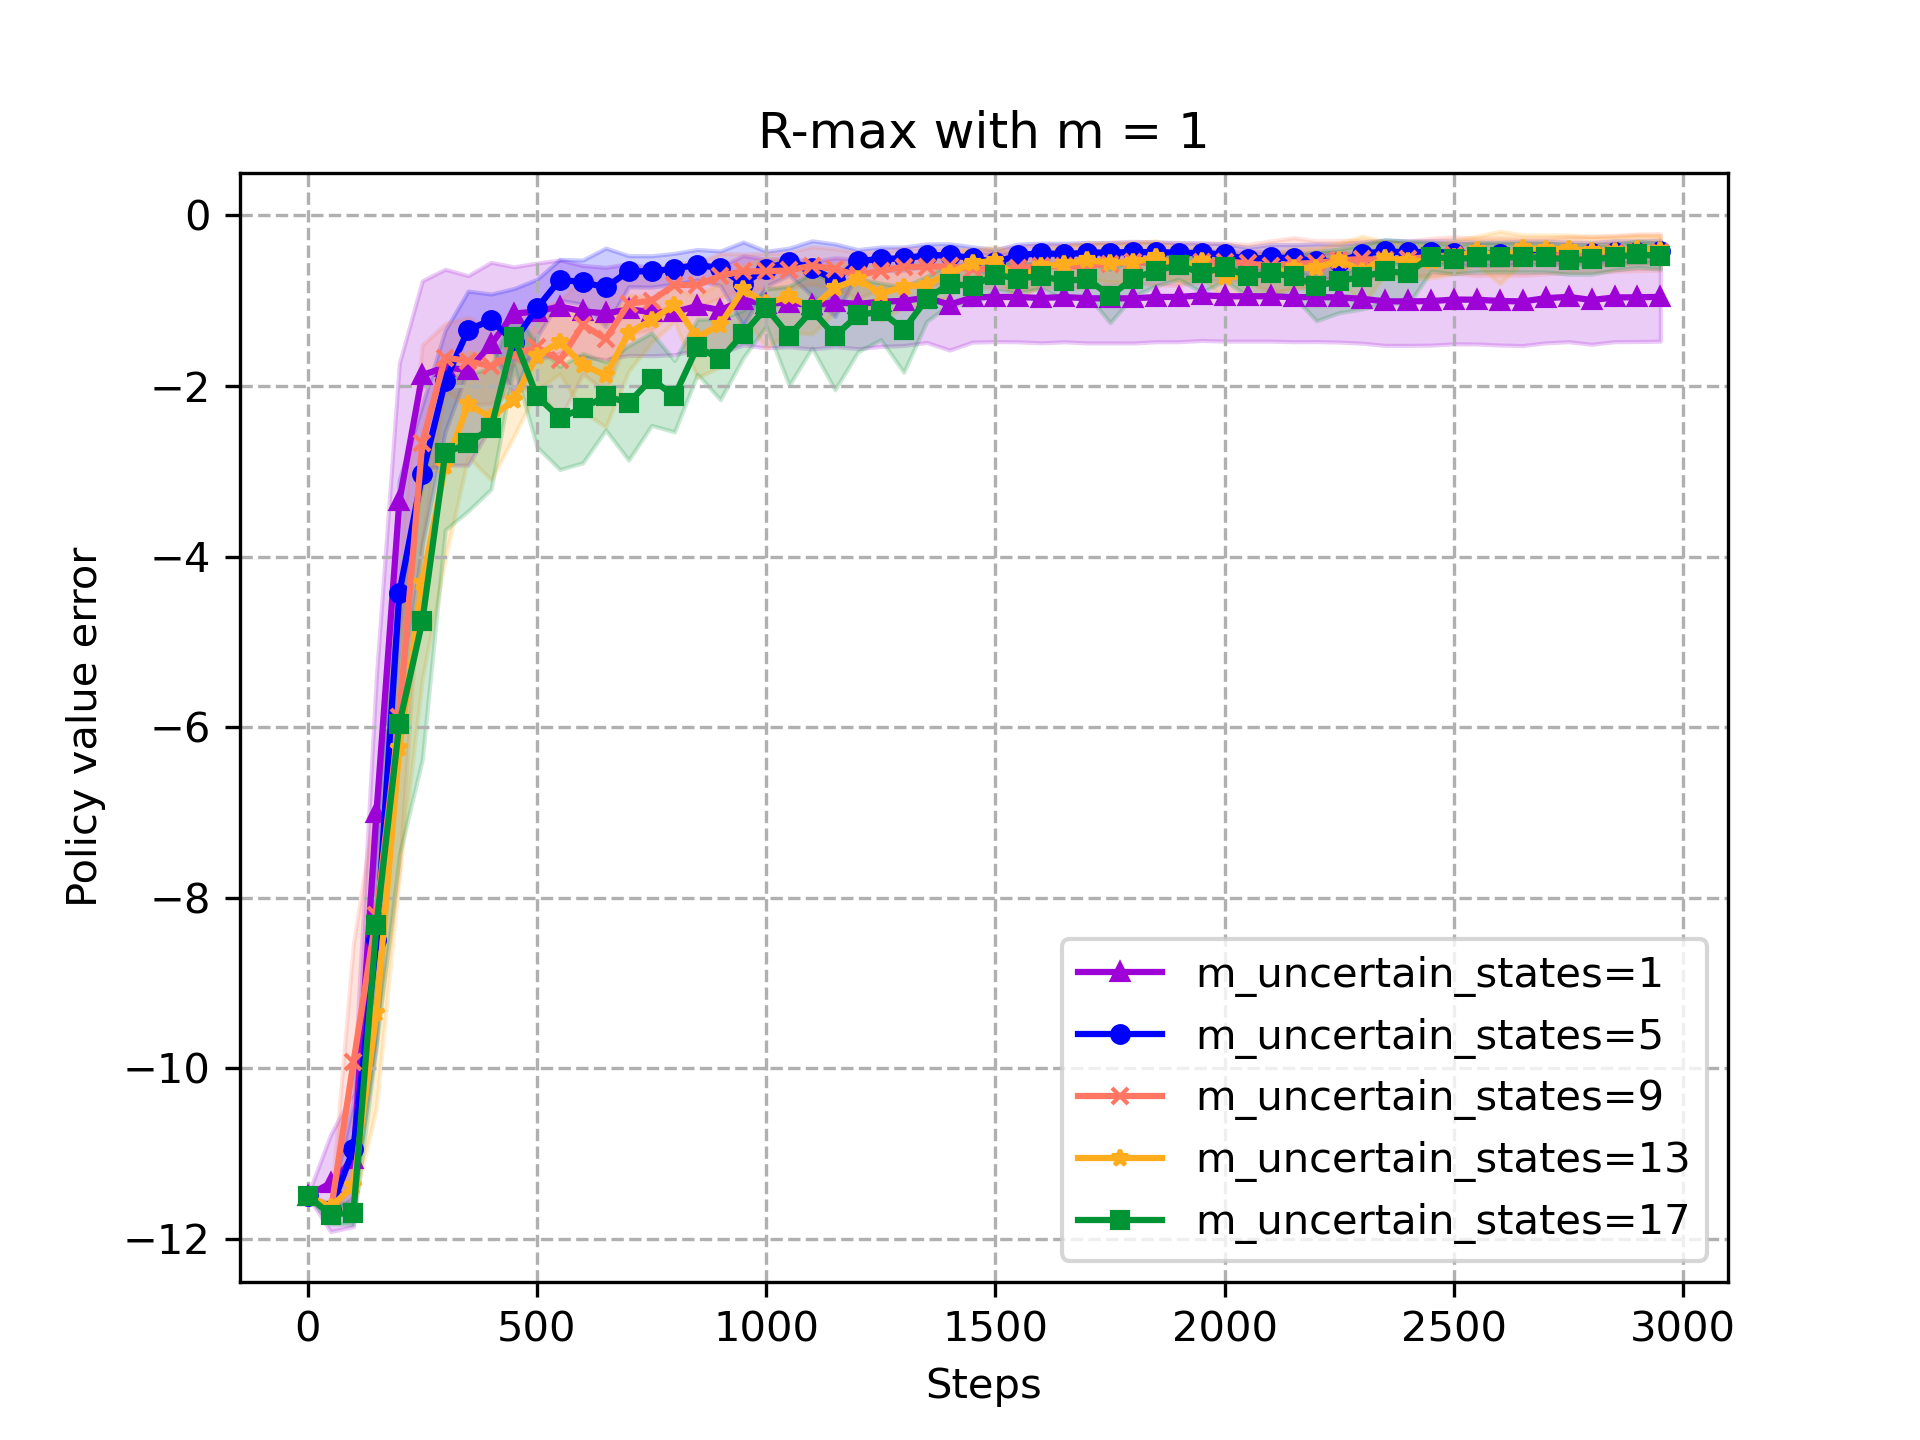 R-max with m = 1
Policy value error
0
−2
−4
−6
−8
−10
−12
0 500 1000 1500 2000 2500 3000
Steps
m_uncertain_states=1
m_uncertain_states=5
m_uncertain_states=9
m_uncertain_states=13
m_uncertain_states=17